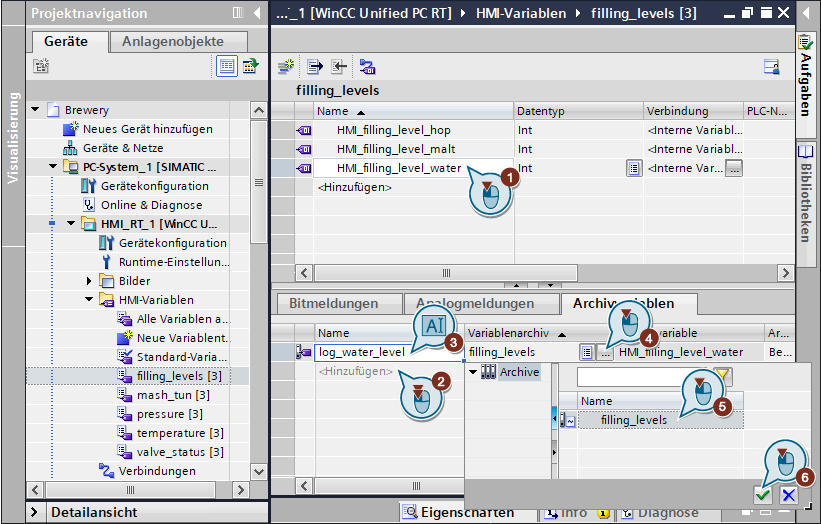 Projektnavigation
..._1 [WinCC Unified PC RT] HMI-Variablen filling_levels [3]
Geräte Anlagenobjekte
Visualisierung
Aufgaben
Bibliotheken
filling_levels
Name Datentyp Verbindung PLC-N...
HMI_filling_level_hop Int <Interne Variabl...
HMI_filling_level_malt Int <Interne Variabl...
HMI_filling_level_water Int <Interne Var... ...
<Hinzufügen>
1
Brewery
Neues Gerät hinzufügen
Geräte & Netze
PC-System_1 [SIMATIC ...
Gerätekonfiguration
Online & Diagnose
HMI_RT_1 [WinCC U...
Gerätekonfiguration
Runtime-Einstellun...
Bilder
HMI-Variablen
Alle Variablen a...
Neue Variablent...
Standard-Varia...
filling_levels [3]
mash_tun [3]
pressure [3]
temperature [3]
valve_status [3]
Verbindungen
Detailansicht
Bitmeldungen Analogmeldungen Archivvariablen
Name Variablenarchiv variable Ar...
log_water_level filling_levels ... HMI_filling_level_water Be...
<Hinzufügen>
AI
3
4
2
Archive
Name
filling_levels
5
6
Eigenschaften Info Diagnose